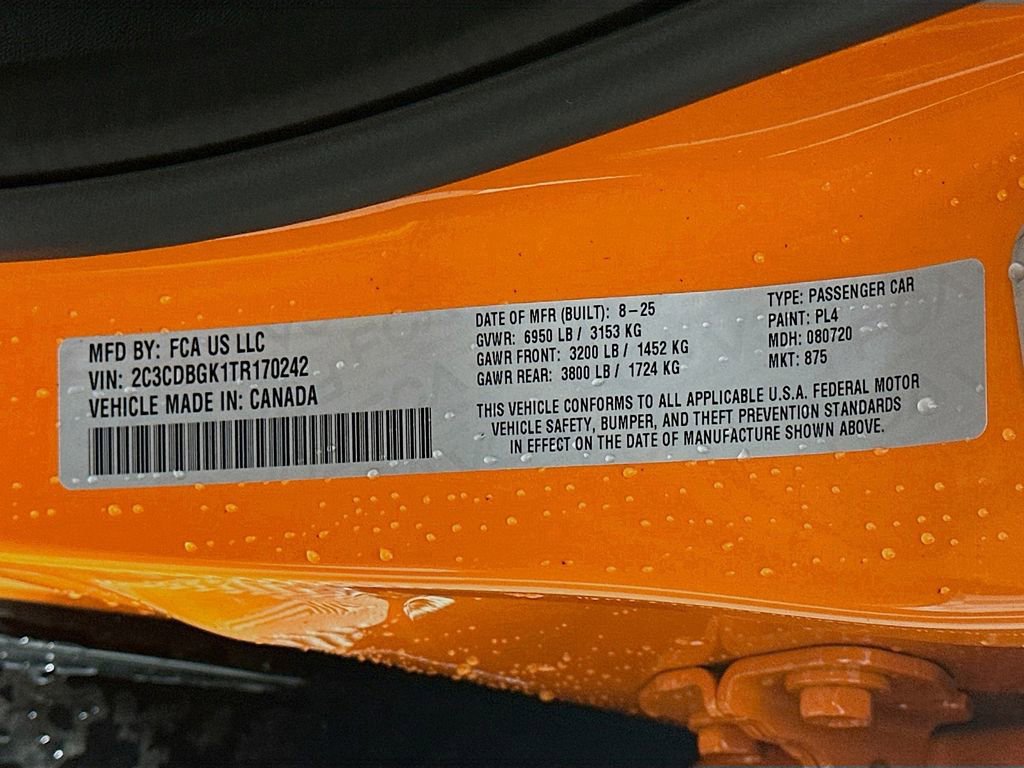 MFD BY: FCA US LLC
VIN: 2C3CDBGK1TR170242
VEHICLE MADE IN: CANADA
DATE OF MFR (BUILT): 8-25
GVWR: 6950 LB / 3153 KG
GAWR FRONT: 3200 LB / 1452 KG
GAWR REAR: 3800 LB / 1724 KG
TYPE: PASSENGER CAR
PAINT: PL4
MDH: 080720
MKT: 875
THIS VEHICLE CONFORMS TO ALL APPLICABLE U.S.A. FEDERAL MOTOR
VEHICLE SAFETY, BUMPER, AND THEFT PREVENTION STANDARDS
IN EFFECT ON THE DATE OF MANUFACTURE SHOWN ABOVE.